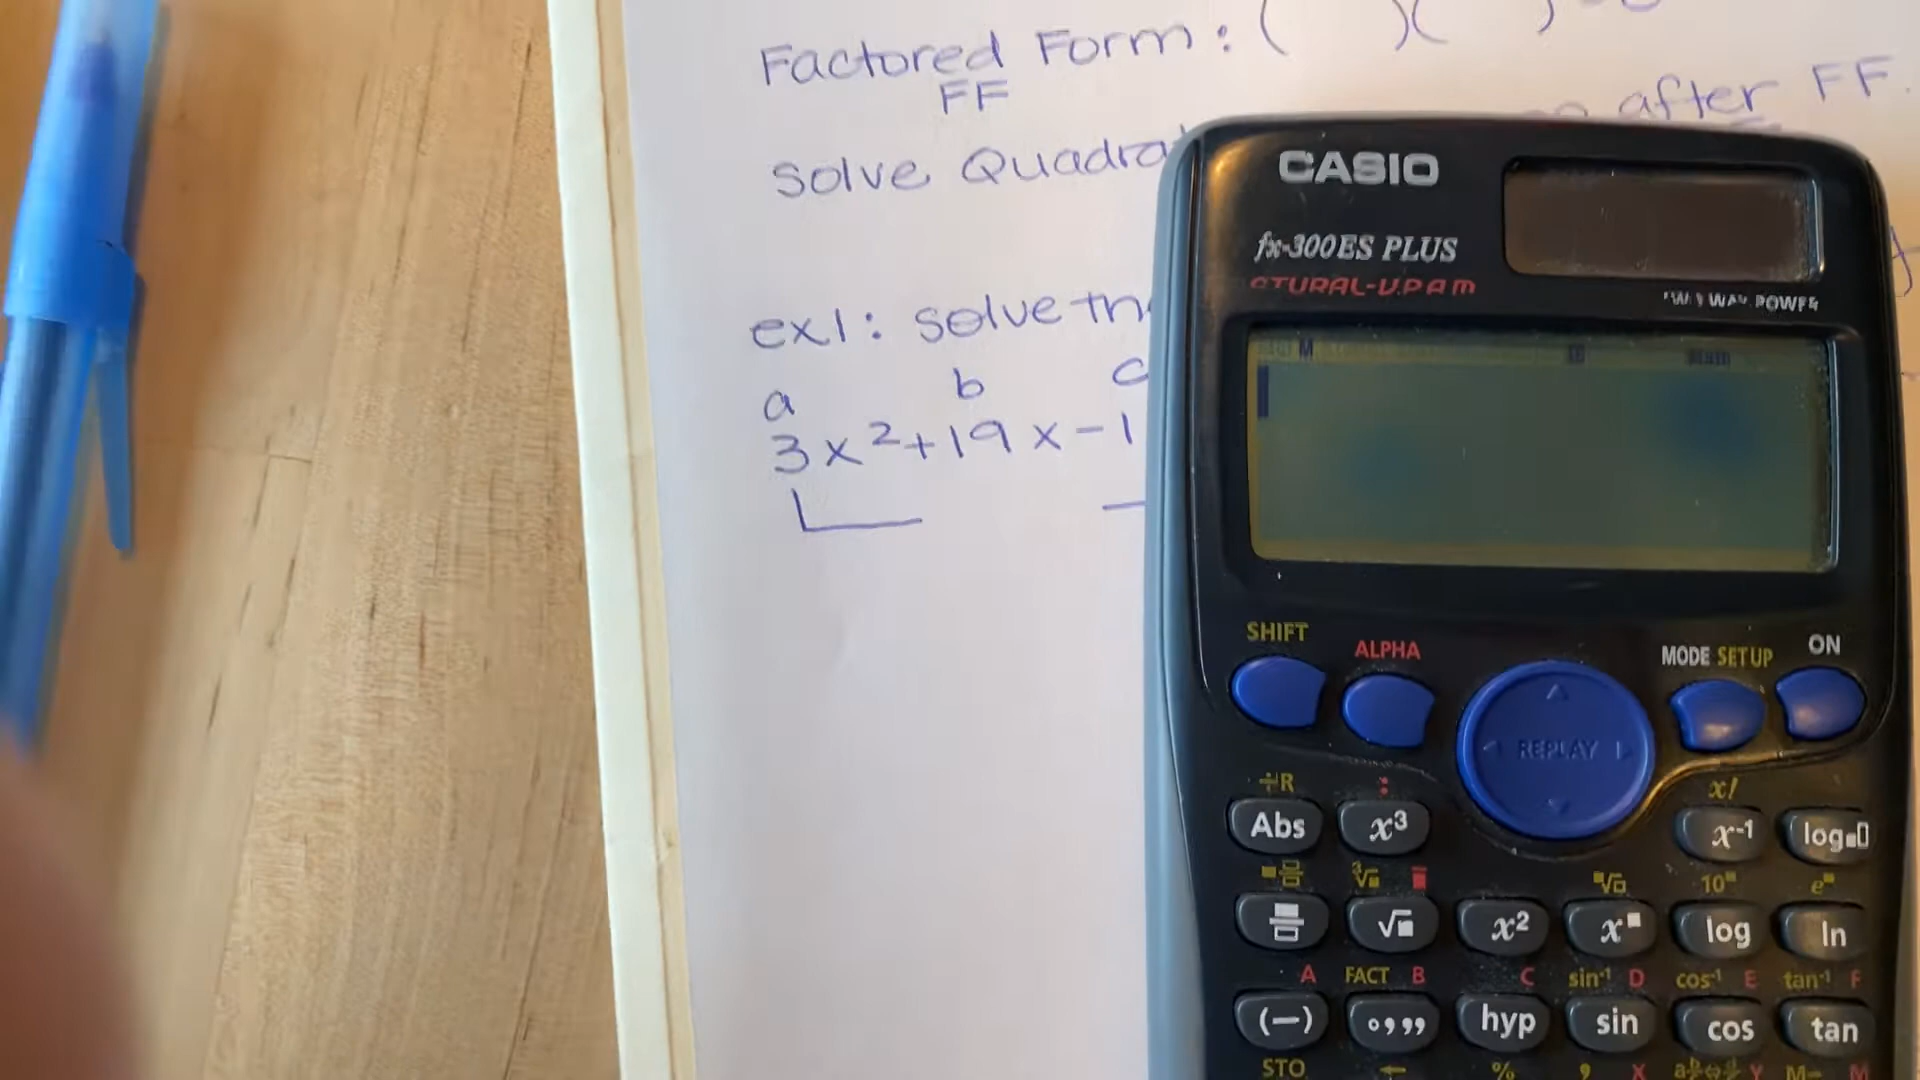 Factored Form: ( )( )
FF
after FF.
Solve
ex1: solve
a b c
3x²+19x-1
CASIO
fx-300ES PLUS
SHIFT ALPHA MODE SETUP ON
REPLAY
÷R : x!
Abs x³ x⁻¹ log
10 e
x² x log ln
A FACT B C sin⁻¹ D cos⁻¹ E tan⁻¹ F
(−) hyp sin cos tan
STO % X Y M− M